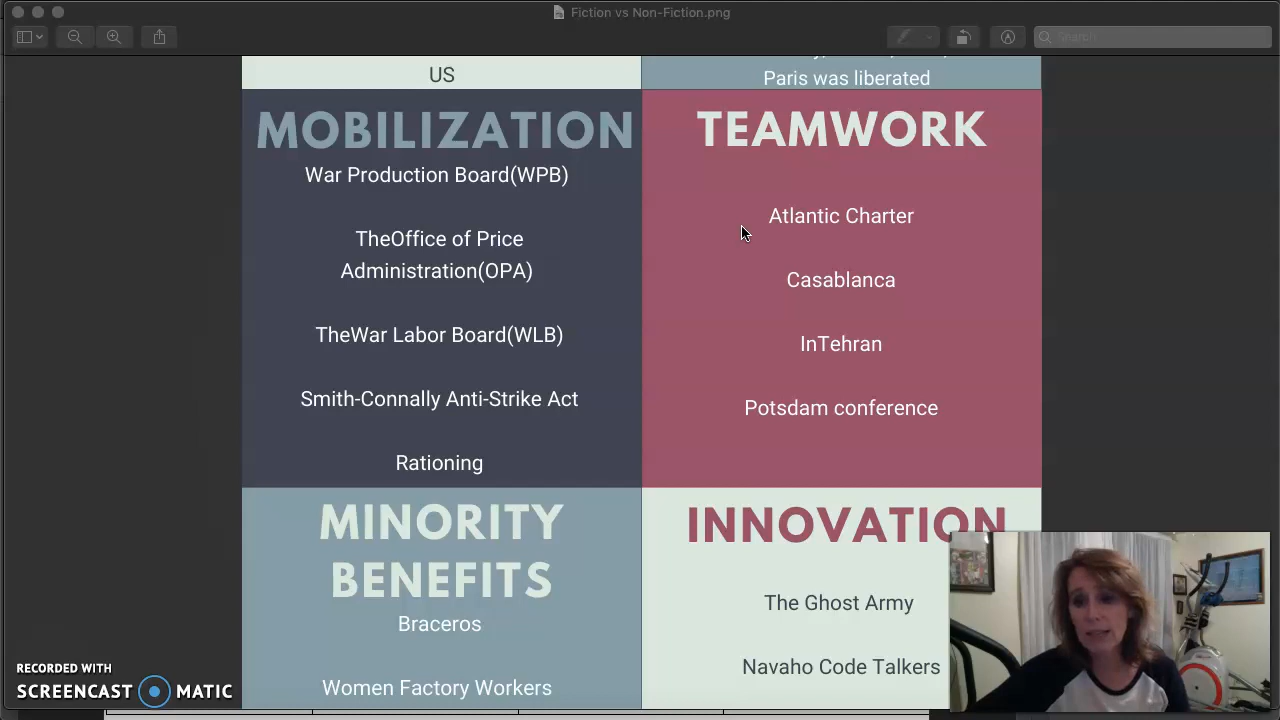 Fiction vs Non-Fiction.png
Search
US
Paris was liberated
MOBILIZATION
War Production Board(WPB)
TheOffice of Price
Administration(OPA)
TheWar Labor Board(WLB)
Smith-Connally Anti-Strike Act
Rationing
TEAMWORK
Atlantic Charter
Casablanca
InTehran
Potsdam conference
MINORITY
BENEFITS
Braceros
Women Factory Workers
INNOVATION
The Ghost Army
Navaho Code Talkers
RECORDED WITH
SCREENCAST MATIC